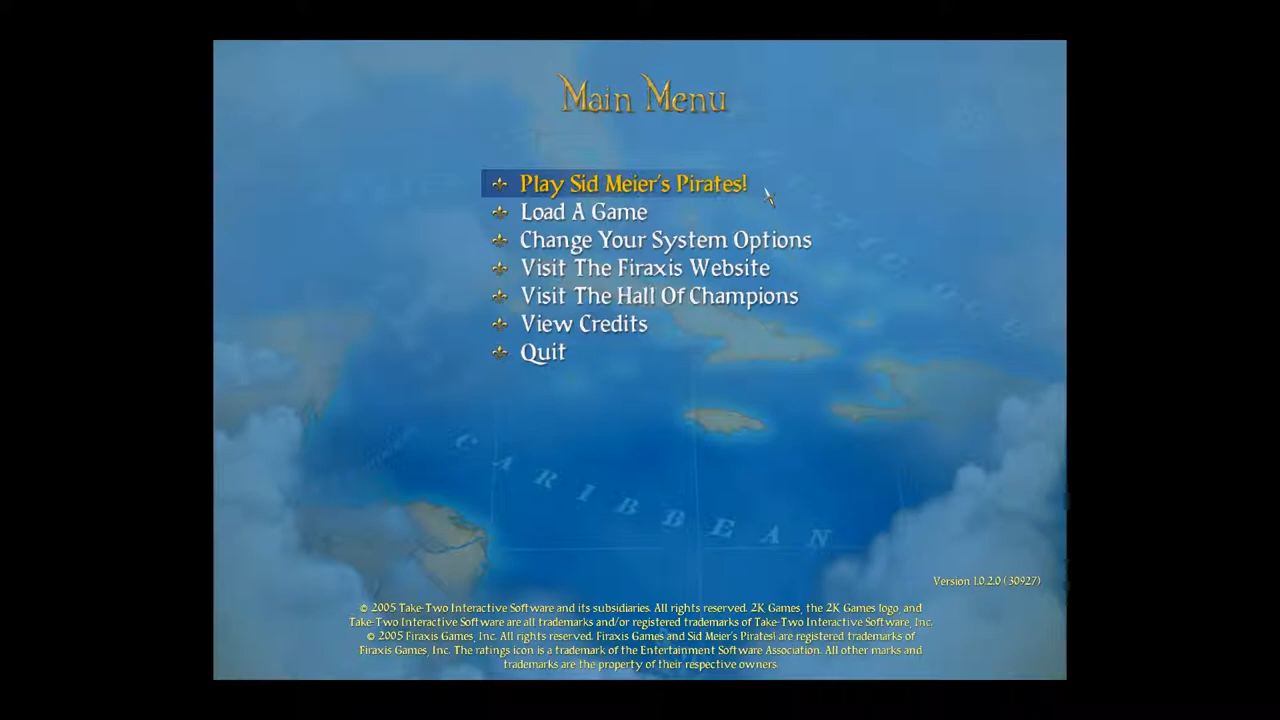 Main Menu
Play Sid Meier's Pirates!
Load A Game
Change Your System Options
Visit The Firaxis Website
Visit The Hall Of Champions
View Credits
Quit
CARIBBEAN
Version 1.0.2.0 (30927)
© 2005 Take-Two Interactive Software and its subsidiaries. All rights reserved. 2K Games, the 2K Games logo, and
Take-Two Interactive Software are all trademarks and/or registered trademarks of Take-Two Interactive Software, Inc.
© 2005 Firaxis Games, Inc. All rights reserved. Firaxis Games and Sid Meier's Pirates! are registered trademarks of
Firaxis Games, Inc. The ratings icon is a trademark of the Entertainment Software Association. All other marks and
trademarks are the property of their respective owners.